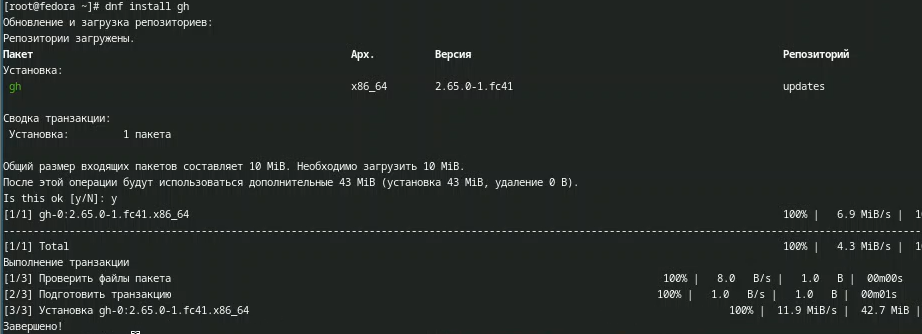 [root@fedora ~]# dnf install gh
Обновление и загрузка репозиториев:
Репозитории загружены.
Пакет Арх. Версия Репозиторий
Установка:
gh x86_64 2.65.0-1.fc41 updates
Сводка транзакции:
Установка: 1 пакета
Общий размер входящих пакетов составляет 10 MiB. Необходимо загрузить 10 MiB.
После этой операции будут использоваться дополнительные 43 MiB (установка 43 MiB, удаление 0 B).
Is this ok [y/N]: y
[1/1] gh-0:2.65.0-1.fc41.x86_64 100% | 6.9 MiB/s |
[1/1] Total 100% | 4.3 MiB/s |
Выполнение транзакции
[1/3] Проверить файлы пакета 100% | 8.0 B/s | 1.0 B | 00m00s
[2/3] Подготовить транзакцию 100% | 1.0 B/s | 1.0 B | 00m01s
[3/3] Установка gh-0:2.65.0-1.fc41.x86_64 100% | 11.9 MiB/s | 42.7 MiB |
Завершено!